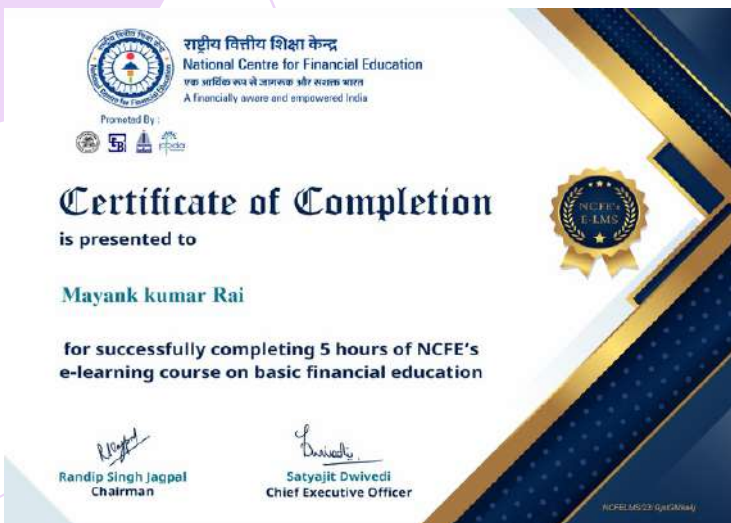 राष्ट्रीय वित्तीय शिक्षा केन्द्र
National Centre for Financial Education
एक आर्थिक रूप से जागरूक और सशक्त भारत
A financially aware and empowered India
Promoted By :
Certificate of Completion
is presented to
NCFE's
E-LMS
Mayank kumar Rai
for successfully completing 5 hours of NCFE's
e-learning course on basic financial education
Randip Singh Jagpal
Chairman
Satyajit Dwivedi
Chief Executive Officer